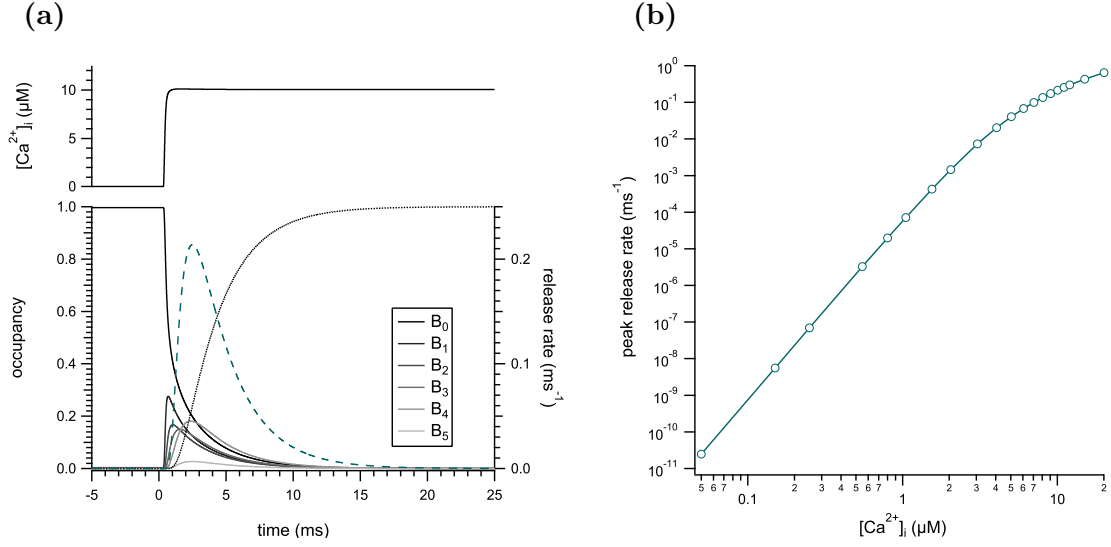 (a)
[Ca²⁺]ᵢ (µM)
10
5
0
occupancy
1.0
0.8
0.6
0.4
0.2
0.0
0.2
0.1
0.0
release rate (ms⁻¹)
B₀
B₁
B₂
B₃
B₄
B₅
-5 0 5 10 15 20 25
time (ms)
(b)
peak release rate (ms⁻¹)
10⁰
10⁻¹
10⁻²
10⁻³
10⁻⁴
10⁻⁵
10⁻⁶
10⁻⁷
10⁻⁸
10⁻⁹
10⁻¹⁰
10⁻¹¹
5 6 7 2 3 4 5 6 7 2 3 4 5 6 7 2
0.1 1 10
[Ca²⁺]ᵢ (µM)